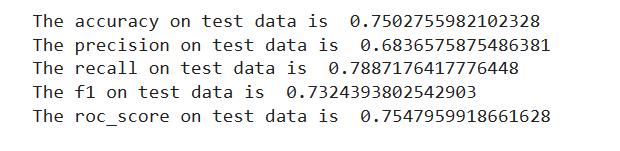 The accuracy on test data is  0.7502755982102328
The precision on test data is  0.6836575875486381
The recall on test data is  0.7887176417776448
The f1 on test data is  0.7324393802542903
The roc_score on test data is  0.7547959918661628